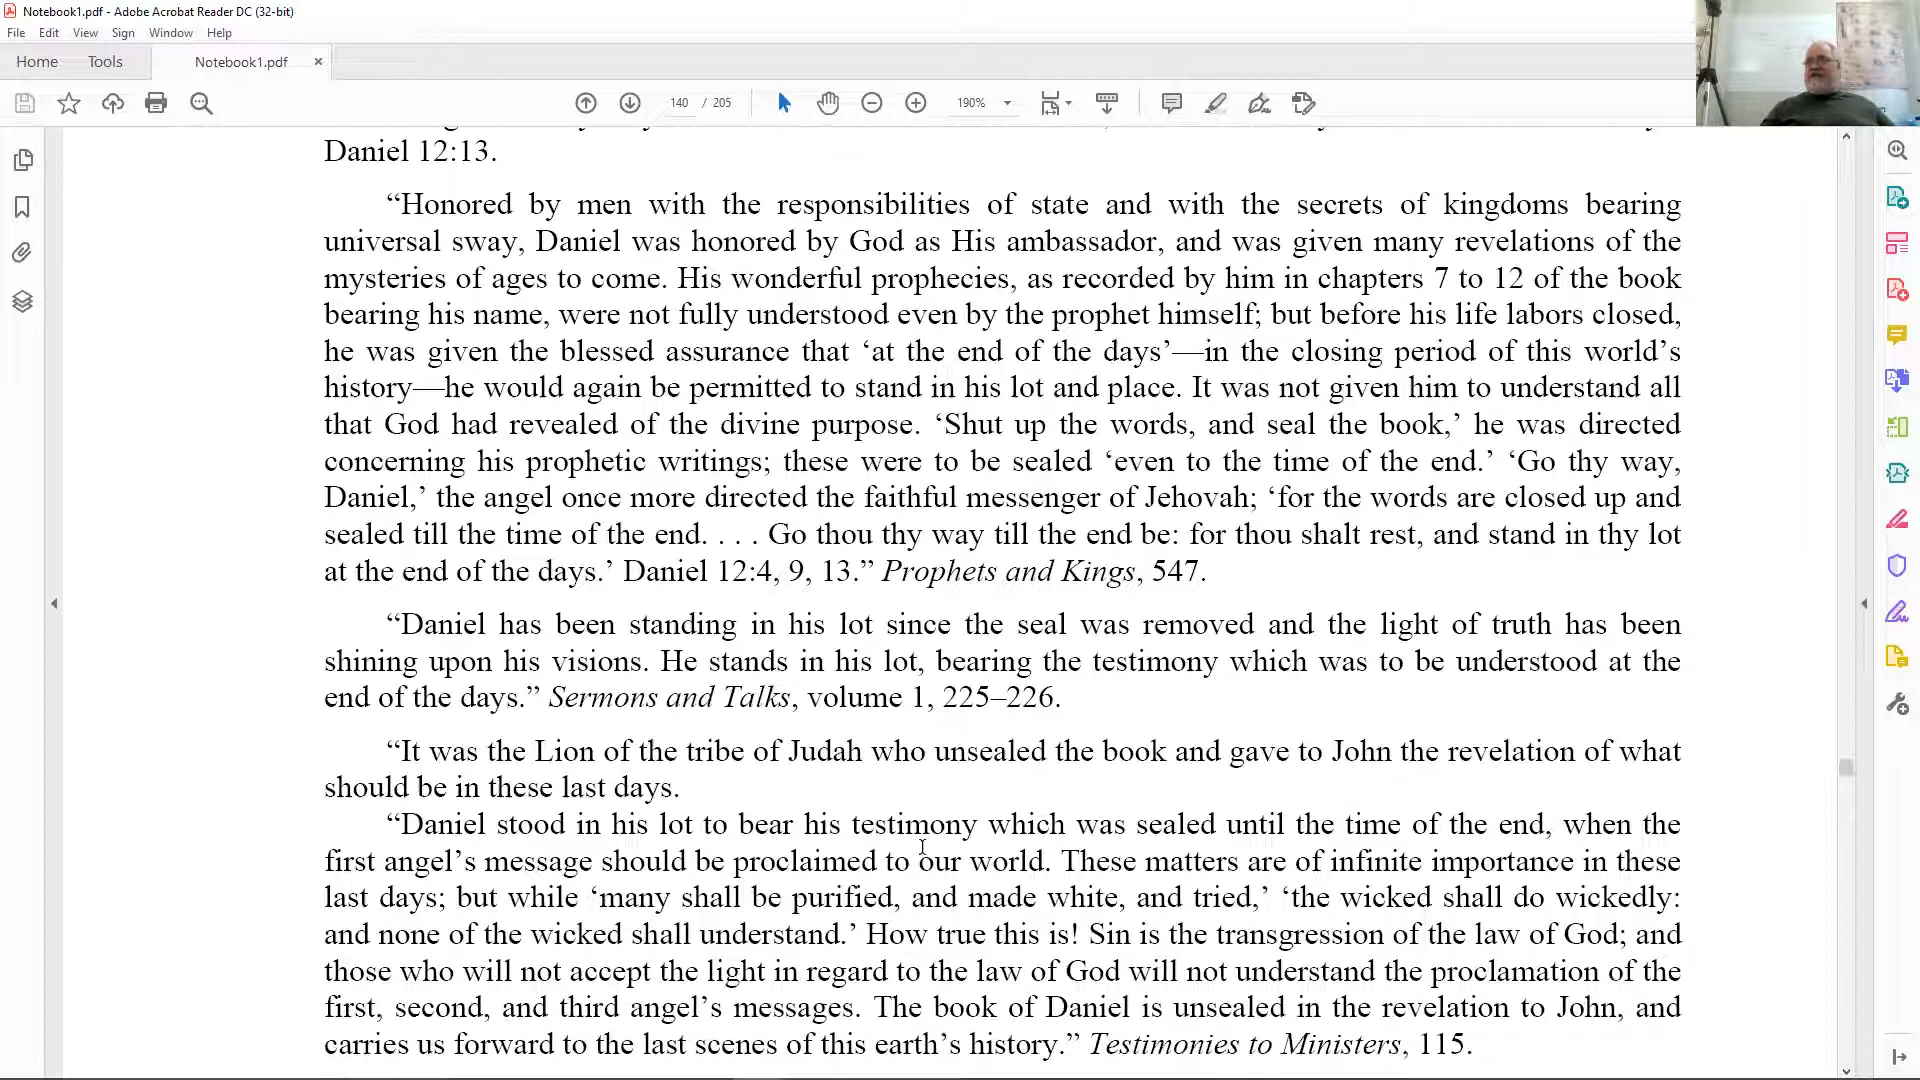 Notebook1.pdf - Adobe Acrobat Reader DC (32-bit)
File Edit View Sign Window Help
Home Tools Notebook1.pdf ×
140 / 205 190%
Daniel 12:13.
“Honored by men with the responsibilities of state and with the secrets of kingdoms bearing
universal sway, Daniel was honored by God as His ambassador, and was given many revelations of the
mysteries of ages to come. His wonderful prophecies, as recorded by him in chapters 7 to 12 of the book
bearing his name, were not fully understood even by the prophet himself; but before his life labors closed,
he was given the blessed assurance that ‘at the end of the days’—in the closing period of this world’s
history—he would again be permitted to stand in his lot and place. It was not given him to understand all
that God had revealed of the divine purpose. ‘Shut up the words, and seal the book,’ he was directed
concerning his prophetic writings; these were to be sealed ‘even to the time of the end.’ ‘Go thy way,
Daniel,’ the angel once more directed the faithful messenger of Jehovah; ‘for the words are closed up and
sealed till the time of the end. . . . Go thou thy way till the end be: for thou shalt rest, and stand in thy lot
at the end of the days.’ Daniel 12:4, 9, 13.” Prophets and Kings, 547.
“Daniel has been standing in his lot since the seal was removed and the light of truth has been
shining upon his visions. He stands in his lot, bearing the testimony which was to be understood at the
end of the days.” Sermons and Talks, volume 1, 225–226.
“It was the Lion of the tribe of Judah who unsealed the book and gave to John the revelation of what
should be in these last days.
“Daniel stood in his lot to bear his testimony which was sealed until the time of the end, when the
first angel’s message should be proclaimed to our world. These matters are of infinite importance in these
last days; but while ‘many shall be purified, and made white, and tried,’ ‘the wicked shall do wickedly:
and none of the wicked shall understand.’ How true this is! Sin is the transgression of the law of God; and
those who will not accept the light in regard to the law of God will not understand the proclamation of the
first, second, and third angel’s messages. The book of Daniel is unsealed in the revelation to John, and
carries us forward to the last scenes of this earth’s history.” Testimonies to Ministers, 115.